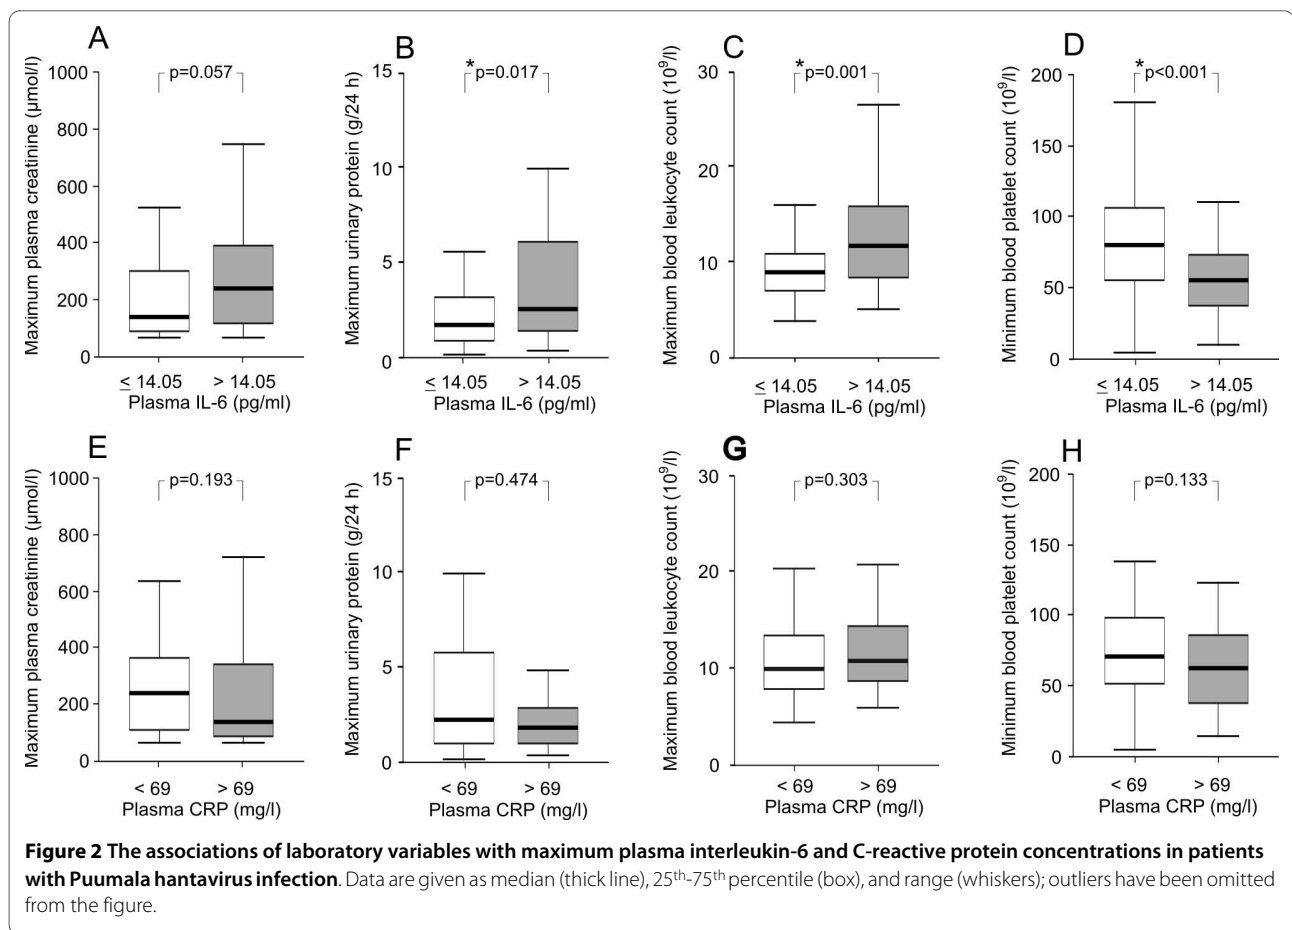 A
Maximum plasma creatinine (μmol/l)
1000
800
600
400
200
0
p=0.057
≤ 14.05 > 14.05
Plasma IL-6 (pg/ml)
B
Maximum urinary protein (g/24 h)
15
10
5
0
* p=0.017
≤ 14.05 > 14.05
Plasma IL-6 (pg/ml)
C
Maximum blood leukocyte count (10⁹/l)
30
20
10
0
* p=0.001
≤ 14.05 > 14.05
Plasma IL-6 (pg/ml)
D
Minimum blood platelet count (10⁹/l)
200
150
100
50
0
* p<0.001
≤ 14.05 > 14.05
Plasma IL-6 (pg/ml)
E
Maximum plasma creatinine (μmol/l)
1000
800
600
400
200
0
p=0.193
< 69 > 69
Plasma CRP (mg/l)
F
Maximum urinary protein (g/24 h)
15
10
5
0
p=0.474
< 69 > 69
Plasma CRP (mg/l)
G
Maximum blood leukocyte count (10⁹/l)
30
20
10
0
p=0.303
< 69 > 69
Plasma CRP (mg/l)
H
Minimum blood platelet count (10⁹/l)
200
150
100
50
0
p=0.133
< 69 > 69
Plasma CRP (mg/l)
Figure 2 The associations of laboratory variables with maximum plasma interleukin-6 and C-reactive protein concentrations in patients
with Puumala hantavirus infection. Data are given as median (thick line), 25th-75th percentile (box), and range (whiskers); outliers have been omitted
from the figure.